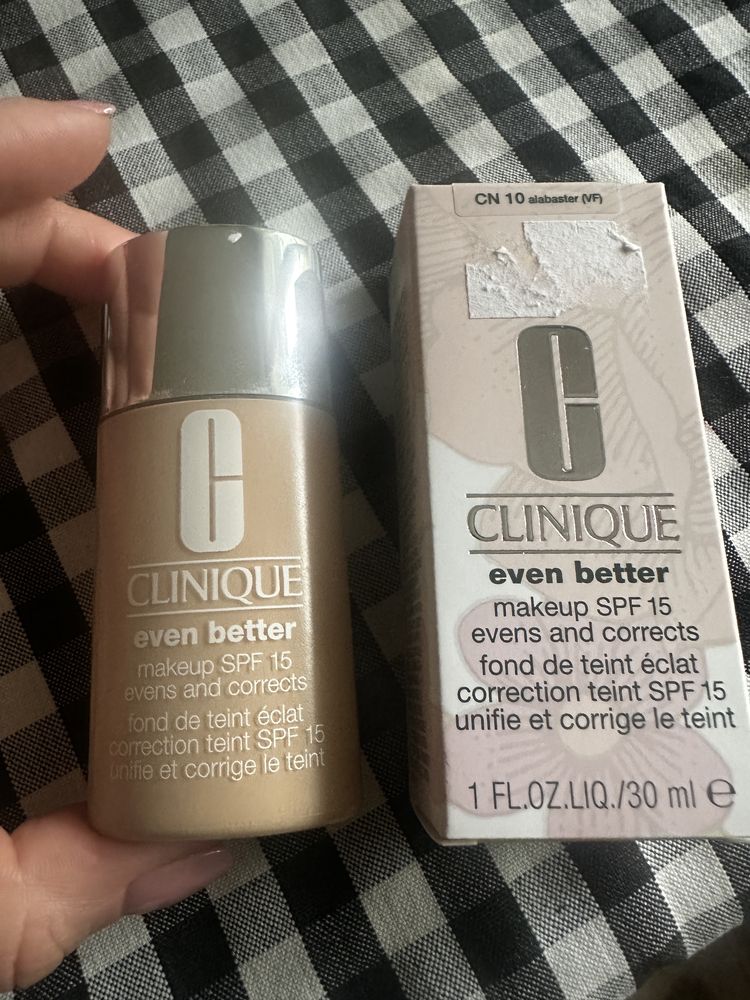 C
CLINIQUE
even better
makeup SPF 15
evens and corrects
fond de teint éclat
correction teint SPF 15
unifie et corrige le teint
CN 10 alabaster (VF)
C
CLINIQUE
even better
makeup SPF 15
evens and corrects
fond de teint éclat
correction teint SPF 15
unifie et corrige le teint
1 FL.OZ.LIQ./30 ml ℮